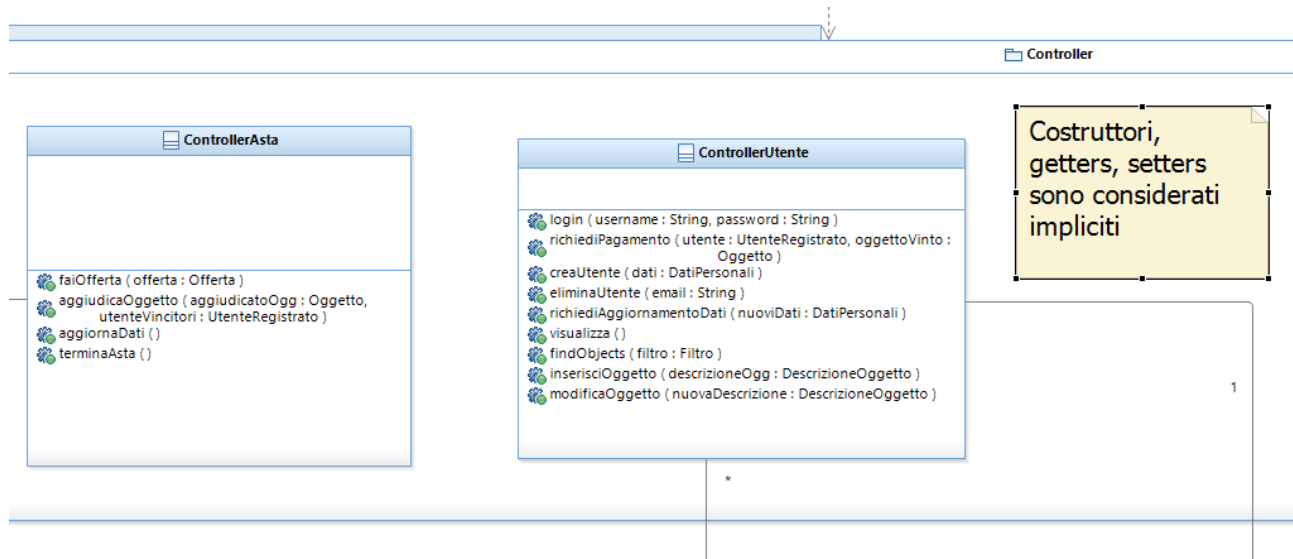 Controller
ControllerAsta
faiOfferta ( offerta : Offerta )
aggiudicaOggetto ( aggiudicatoOgg : Oggetto,
utenteVincitori : UtenteRegistrato )
aggiornaDati ( )
terminaAsta ( )
ControllerUtente
login ( username : String, password : String )
richiediPagamento ( utente : UtenteRegistrato, oggettoVinto :
Oggetto )
creaUtente ( dati : DatiPersonali )
eliminaUtente ( email : String )
richiediAggiornamentoDati ( nuoviDati : DatiPersonali )
visualizza ( )
findObjects ( filtro : Filtro )
inserisciOggetto ( descrizioneOgg : DescrizioneOggetto )
modificaOggetto ( nuovaDescrizione : DescrizioneOggetto )
Costruttori,
getters, setters
sono considerati
impliciti
1
*